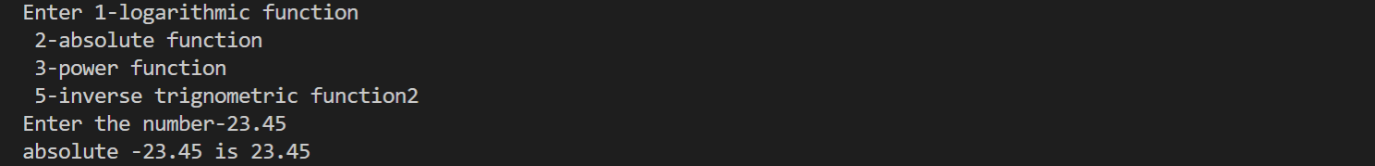 Enter 1-logarithmic function
2-absolute function
3-power function
5-inverse trignometric function2
Enter the number-23.45
absolute -23.45 is 23.45